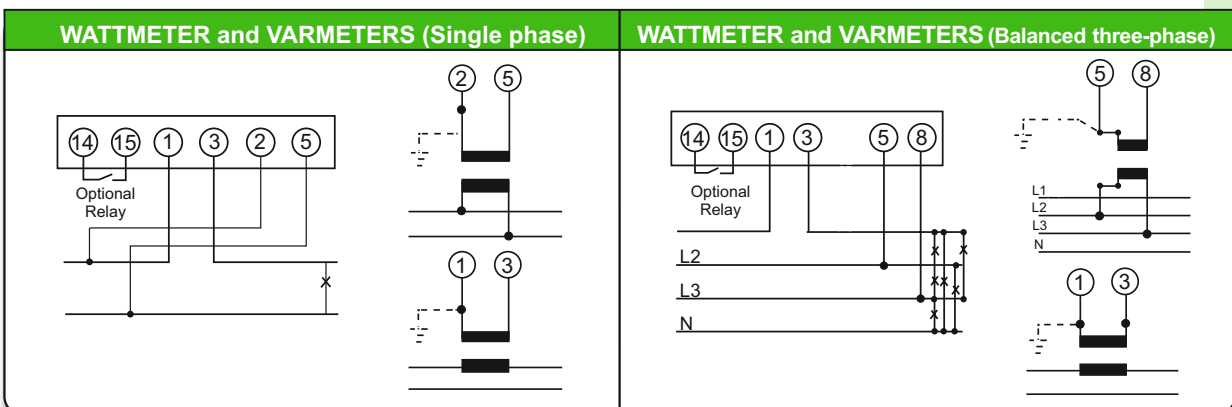 WATTMETER and VARMETERS (Single phase)
2 5
14 15 1 3 2 5
Optional
Relay
1 3
WATTMETER and VARMETERS (Balanced three-phase)
5 8
14 15 1 3 5 8
Optional
Relay
L2
L3
N
L1
L2
L3
N
1 3